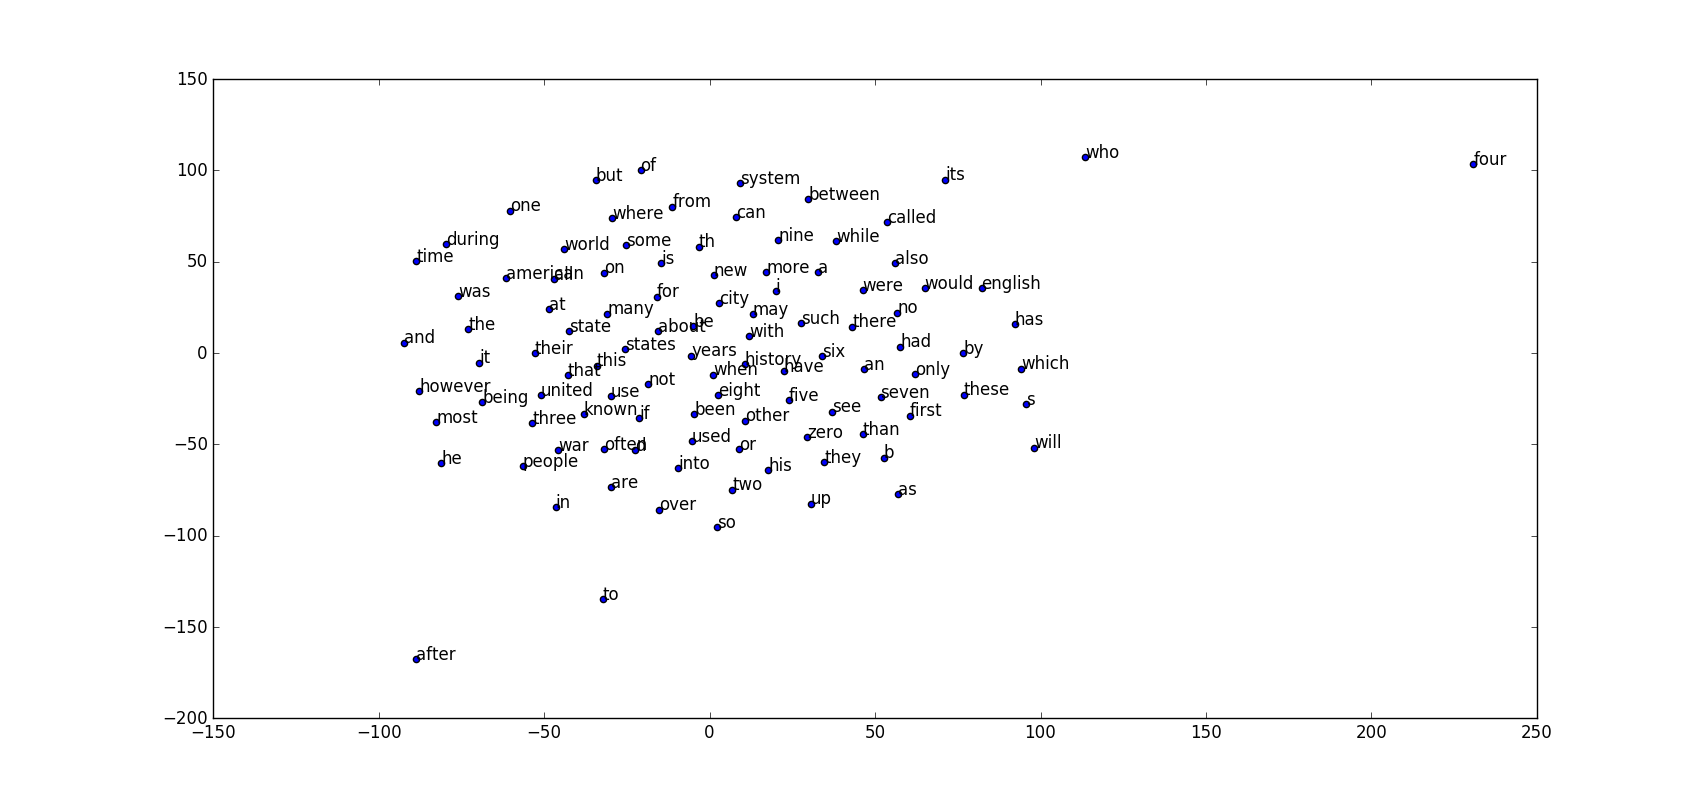 150
who
four
100
of
but
system
its
between
from
one
can
where
called
nine
while
during
th
some
world
also
time
50
is
on
more
a
new
american
all
would
english
were
i
for
was
city
at
many
may
no
such
be
has
the
there
about
state
with
and
had
states
their
years
six
by
0
this
history
it
which
have
an
when
that
only
not
however
united
use
eight
these
seven
five
being
s
see
known
if
been
first
three
other
most
than
zero
used
−50
war
often
d
or
will
b
they
he
people
into
his
are
two
as
in
over
up
so
−100
to
−150
after
−200
−150
−100
−50
0
50
100
150
200
250